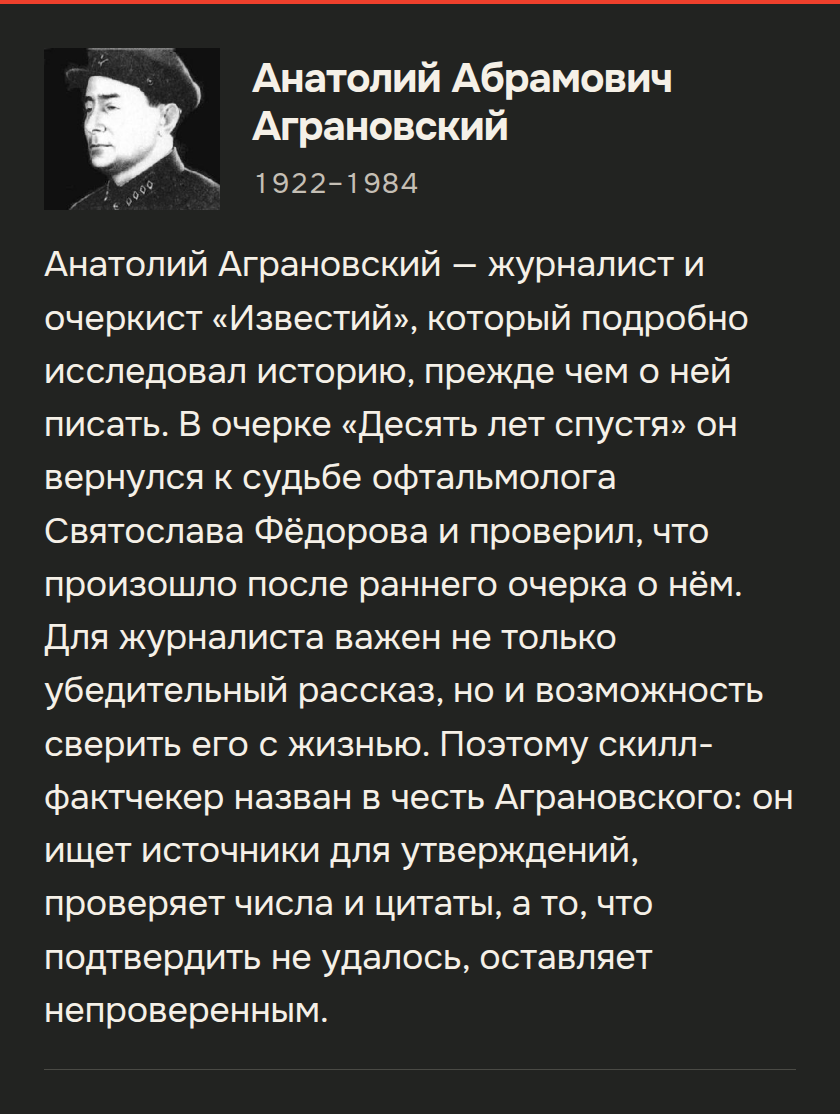 Анатолий Абрамович
Аграновский
1922–1984
Анатолий Аграновский — журналист и
очеркист «Известий», который подробно
исследовал историю, прежде чем о ней
писать. В очерке «Десять лет спустя» он
вернулся к судьбе офтальмолога
Святослава Фёдорова и проверил, что
произошло после раннего очерка о нём.
Для журналиста важен не только
убедительный рассказ, но и возможность
сверить его с жизнью. Поэтому скилл-
фактчекер назван в честь Аграновского: он
ищет источники для утверждений,
проверяет числа и цитаты, а то, что
подтвердить не удалось, оставляет
непроверенным.